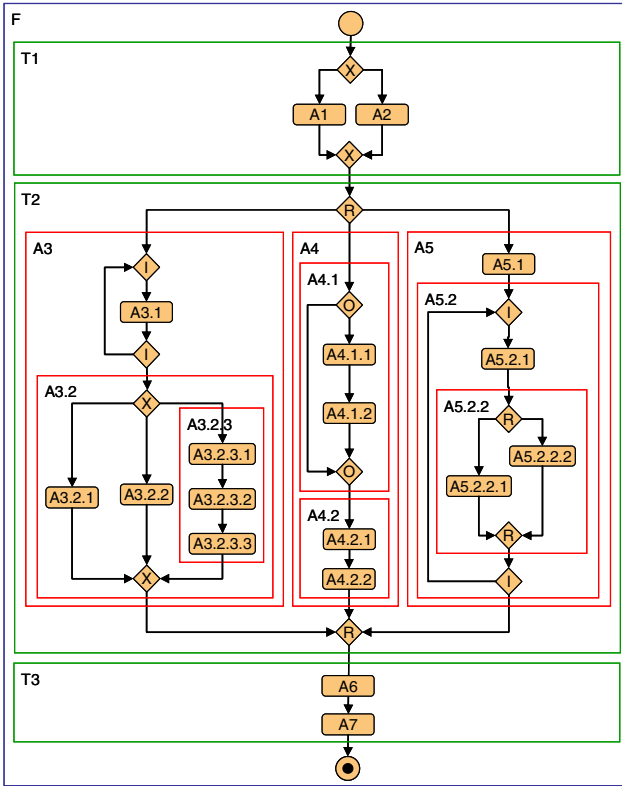 F
T1
X
A1
A2
X
T2
R
A3
I
A3.1
I
A3.2
X
A3.2.1
A3.2.2
A3.2.3
A3.2.3.1
A3.2.3.2
A3.2.3.3
X
A4
A4.1
O
A4.1.1
A4.1.2
O
A4.2
A4.2.1
A4.2.2
A5
A5.1
A5.2
I
A5.2.1
A5.2.2
R
A5.2.2.1
A5.2.2.2
R
I
R
T3
A6
A7